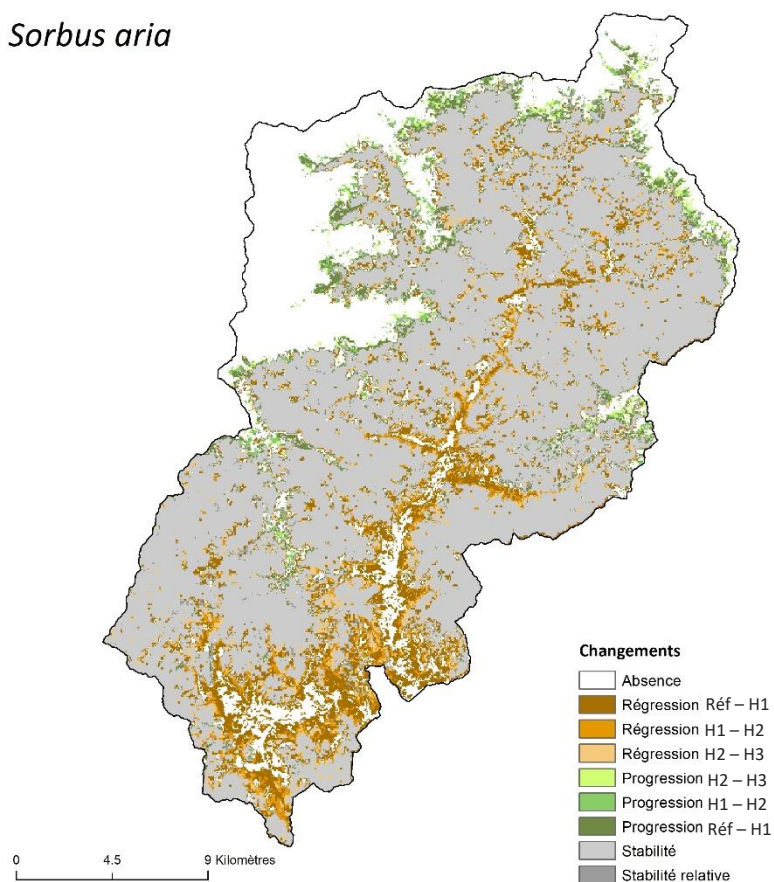 Sorbus aria
Changements
Absence
Régression Réf – H1
Régression H1 – H2
Régression H2 – H3
Progression H2 – H3
Progression H1 – H2
Progression Réf – H1
Stabilité
Stabilité relative
0 4.5 9 Kilomètres